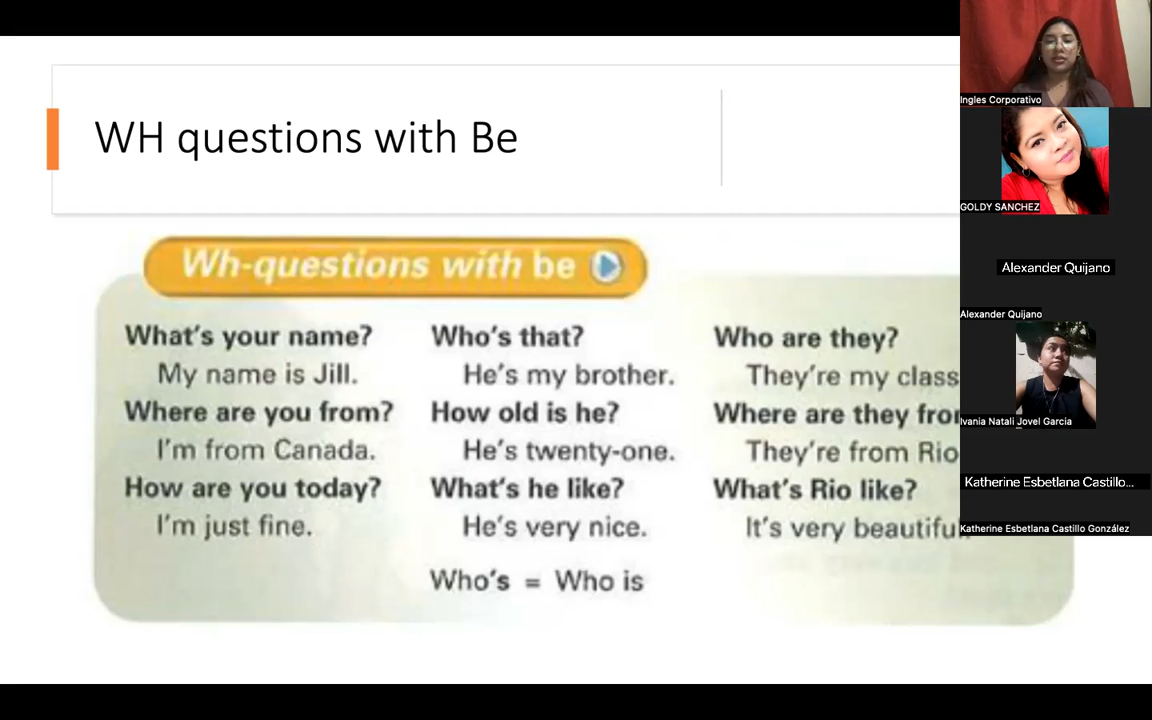 WH questions with Be
Wh-questions with be
What's your name?
My name is Jill.
Where are you from?
I'm from Canada.
How are you today?
I'm just fine.
Who's that?
He's my brother.
How old is he?
He's twenty-one.
What's he like?
He's very nice.
Who's = Who is
Who are they?
They're my class
Where are they from
They're from Rio
What's Rio like?
It's very beautiful
Ingles Corporativo
GOLDY SANCHEZ
Alexander Quijano
Alexander Quijano
Ivania Natali Jovel Garcia
Katherine Esbetlana Castillo...
Katherine Esbetlana Castillo González